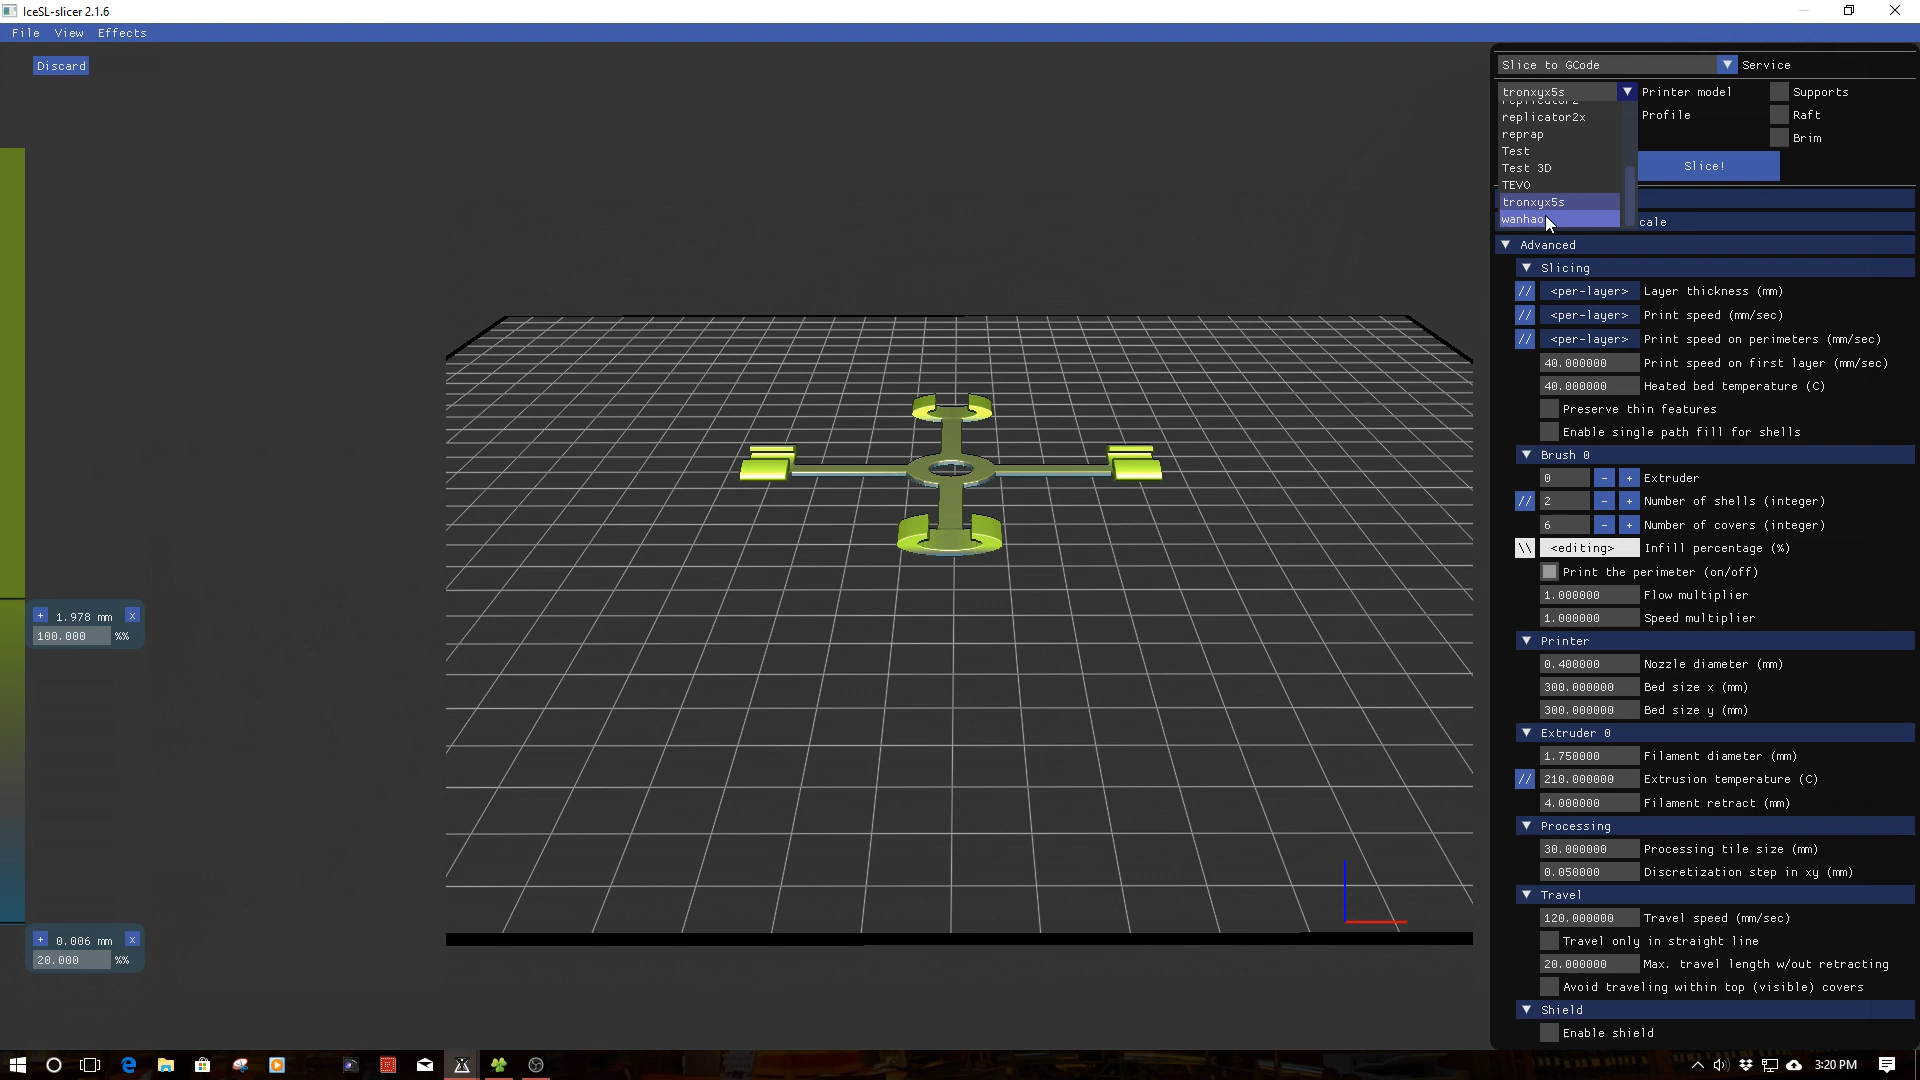 IceSL-slicer 2.1.6
File View Effects
Discard
Slice to GCode Service
tronxyx5s Printer model Supports
replicator2
replicator2x Profile Raft
reprap Brim
Test
Test 3D Slice!
TEVO
tronxyx5s
wanhao cale
Advanced
Slicing
// <per-layer> Layer thickness (mm)
// <per-layer> Print speed (mm/sec)
// <per-layer> Print speed on perimeters (mm/sec)
40.000000 Print speed on first layer (mm/sec)
40.000000 Heated bed temperature (C)
Preserve thin features
Enable single path fill for shells
Brush 0
0 - + Extruder
// 2 - + Number of shells (integer)
6 - + Number of covers (integer)
\\ <editing> Infill percentage (%)
Print the perimeter (on/off)
1.000000 Flow multiplier
1.000000 Speed multiplier
Printer
0.400000 Nozzle diameter (mm)
300.000000 Bed size x (mm)
300.000000 Bed size y (mm)
Extruder 0
1.750000 Filament diameter (mm)
// 210.000000 Extrusion temperature (C)
4.000000 Filament retract (mm)
Processing
30.000000 Processing tile size (mm)
0.050000 Discretization step in xy (mm)
Travel
120.000000 Travel speed (mm/sec)
Travel only in straight line
20.000000 Max. travel length w/out retracting
Avoid traveling within top (visible) covers
Shield
Enable shield
+ 1.978 mm x
100.000 %%
+ 0.006 mm x
20.000 %%
3:20 PM